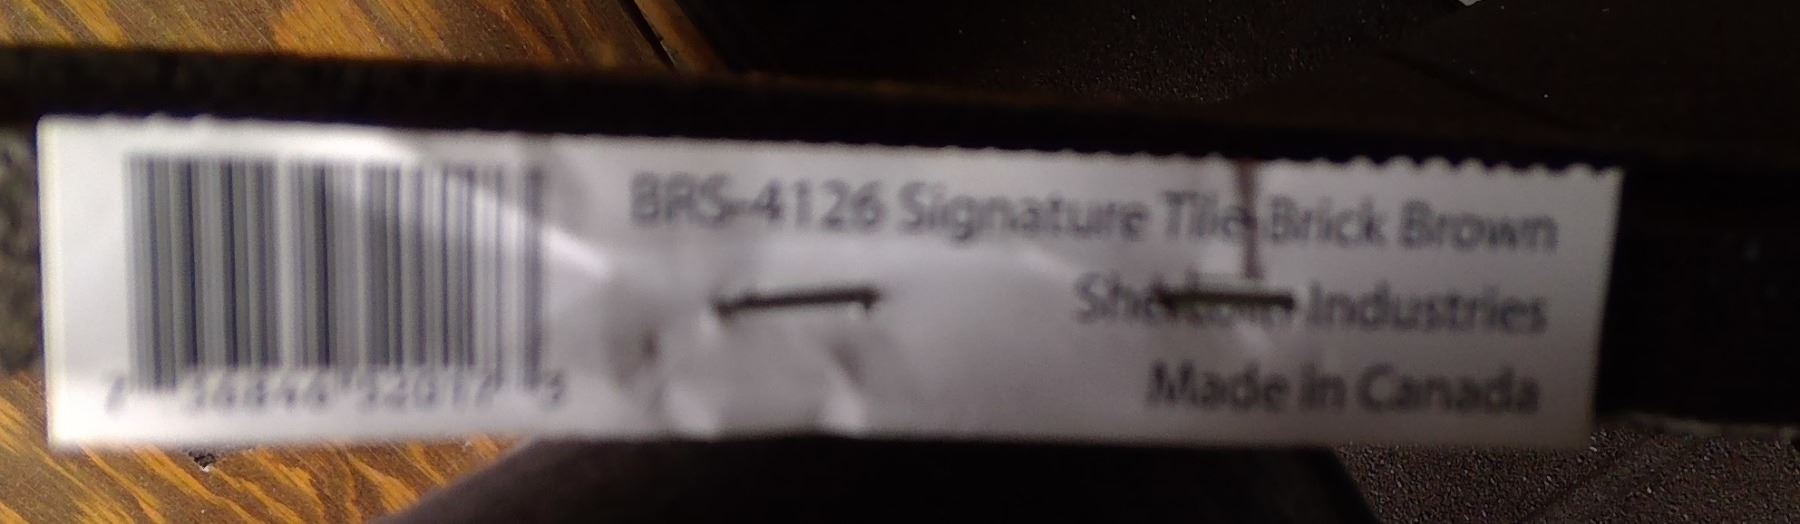 BRS-4126 Signature Tile Brick Brown
Industries
Made in Canada